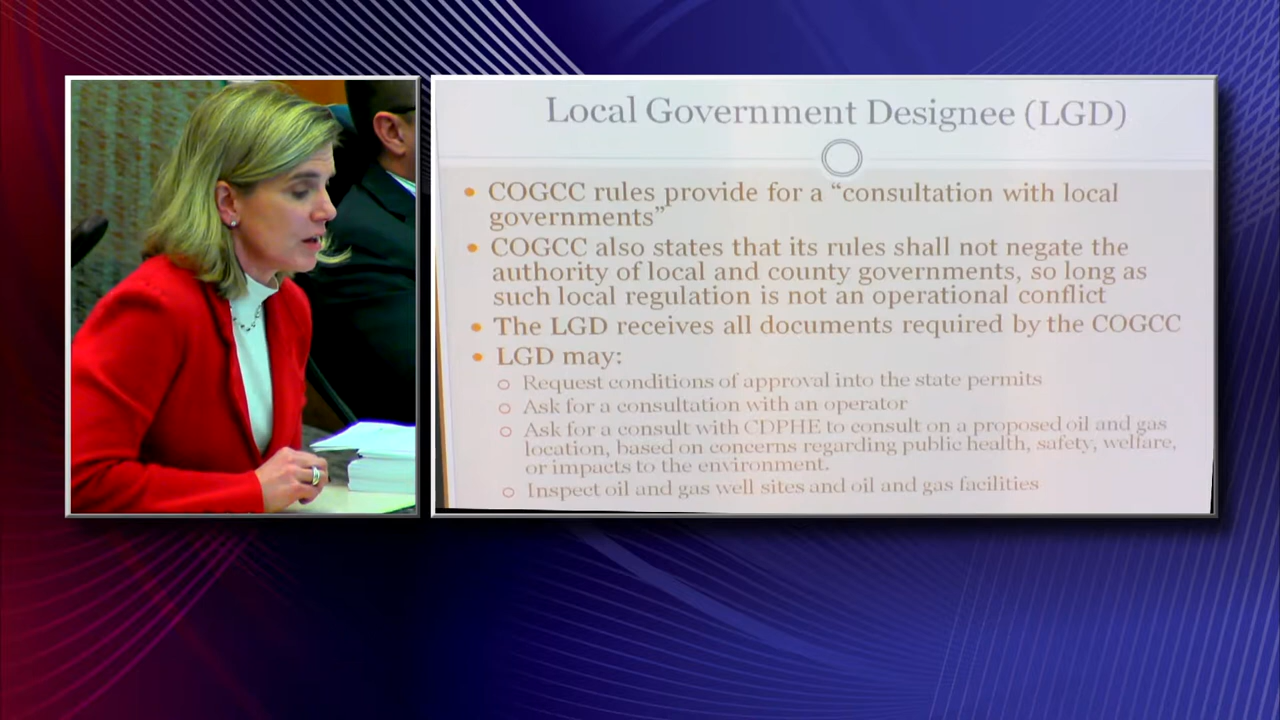 Local Government Designee (LGD)
• COGCC rules provide for a “consultation with local
governments”
• COGCC also states that its rules shall not negate the
authority of local and county governments, so long as
such local regulation is not an operational conflict
• The LGD receives all documents required by the COGCC
• LGD may:
o Request conditions of approval into the state permits
o Ask for a consultation with an operator
o Ask for a consult with CDPHE to consult on a proposed oil and gas
location, based on concerns regarding public health, safety, welfare,
or impacts to the environment.
o Inspect oil and gas well sites and oil and gas facilities